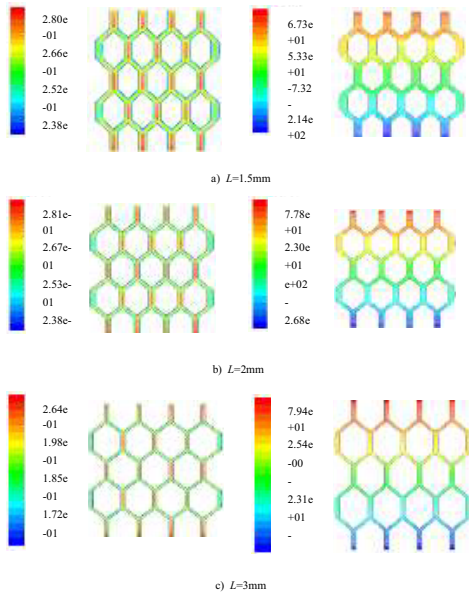 2.80e
-01
2.66e
-01
2.52e
-01
2.38e
6.73e
+01
5.33e
+01
-7.32
-
2.14e
+02
a) L=1.5mm
2.81e-
01
2.67e-
01
2.53e-
01
2.38e-
7.78e
+01
2.30e
+01
e+02
-
2.68e
b) L=2mm
2.64e
-01
1.98e
-01
1.85e
-01
1.72e
-01
7.94e
+01
2.54e
-00
-
2.31e
+01
-
c) L=3mm